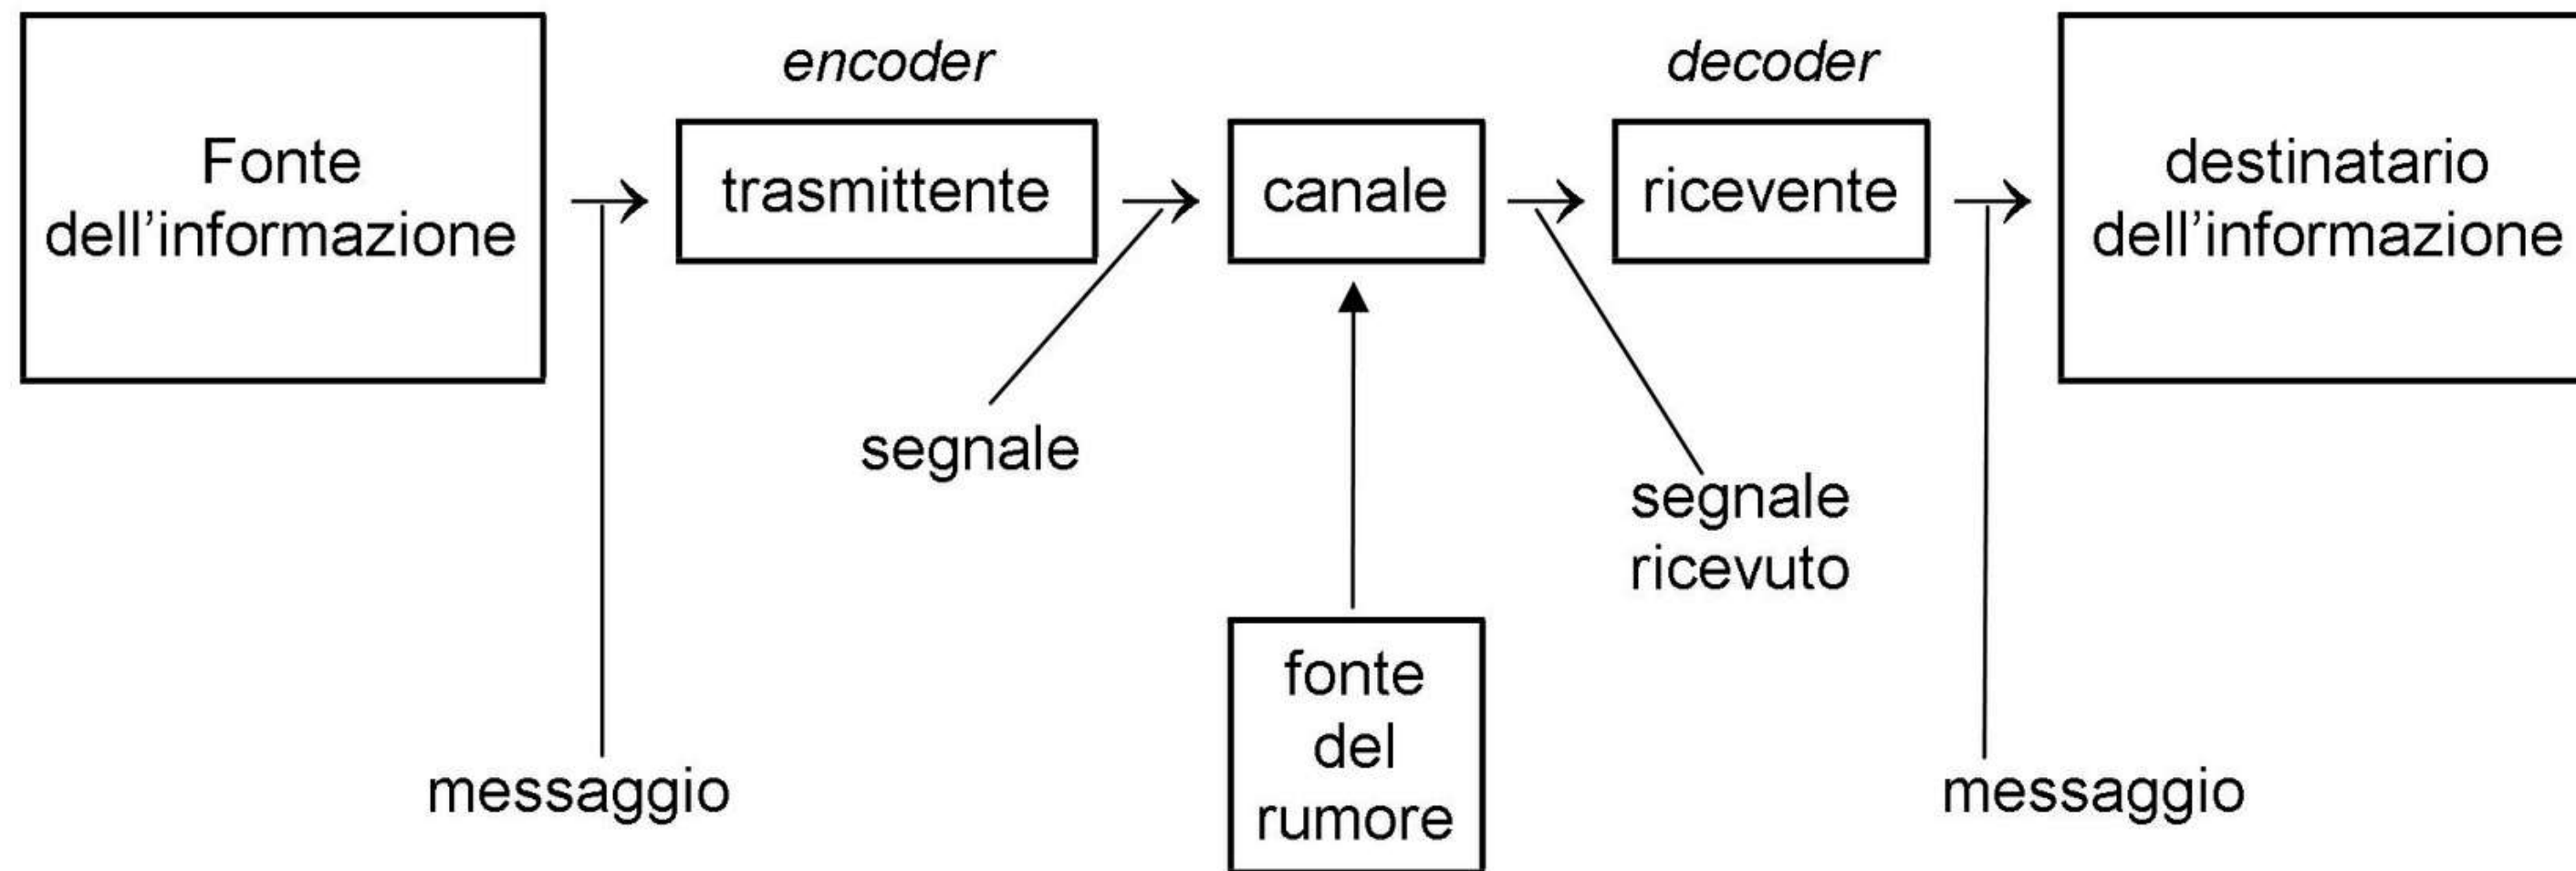 encoder
decoder
Fonte
dell'informazione
trasmittente
canale
ricevente
destinatario
dell'informazione
segnale
segnale
ricevuto
messaggio
fonte
del
rumore
messaggio